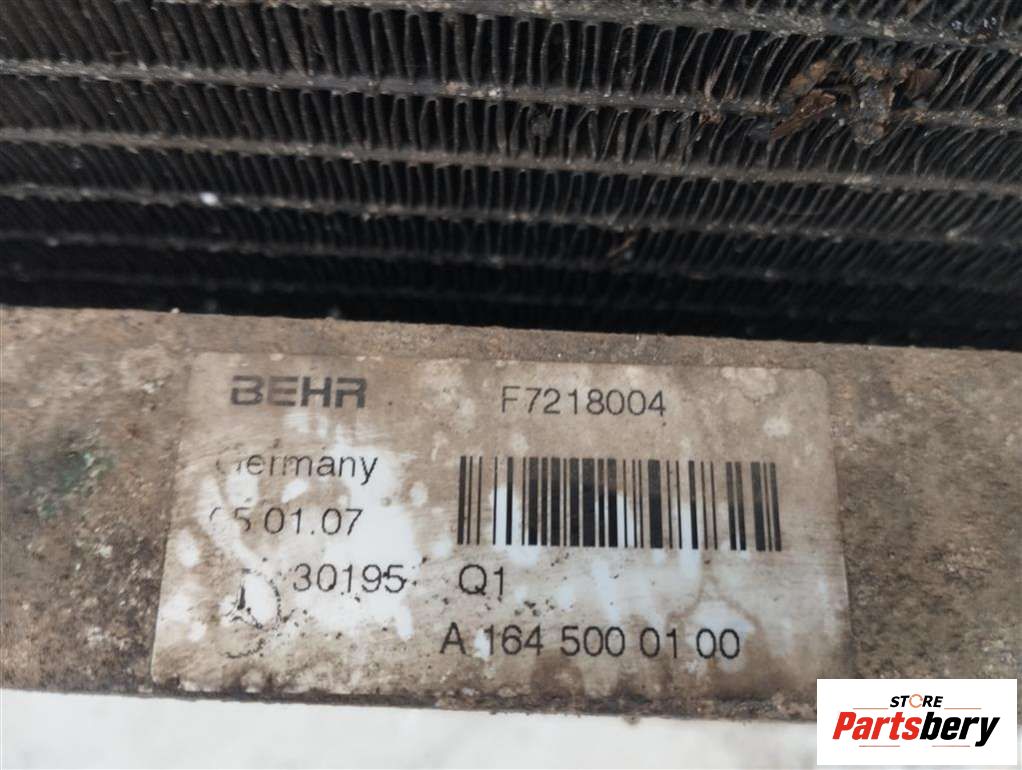 BEHR F7218004
Germany
05.01.07
30195 Q1
A 164 500 01 00
STORE
Partsbery